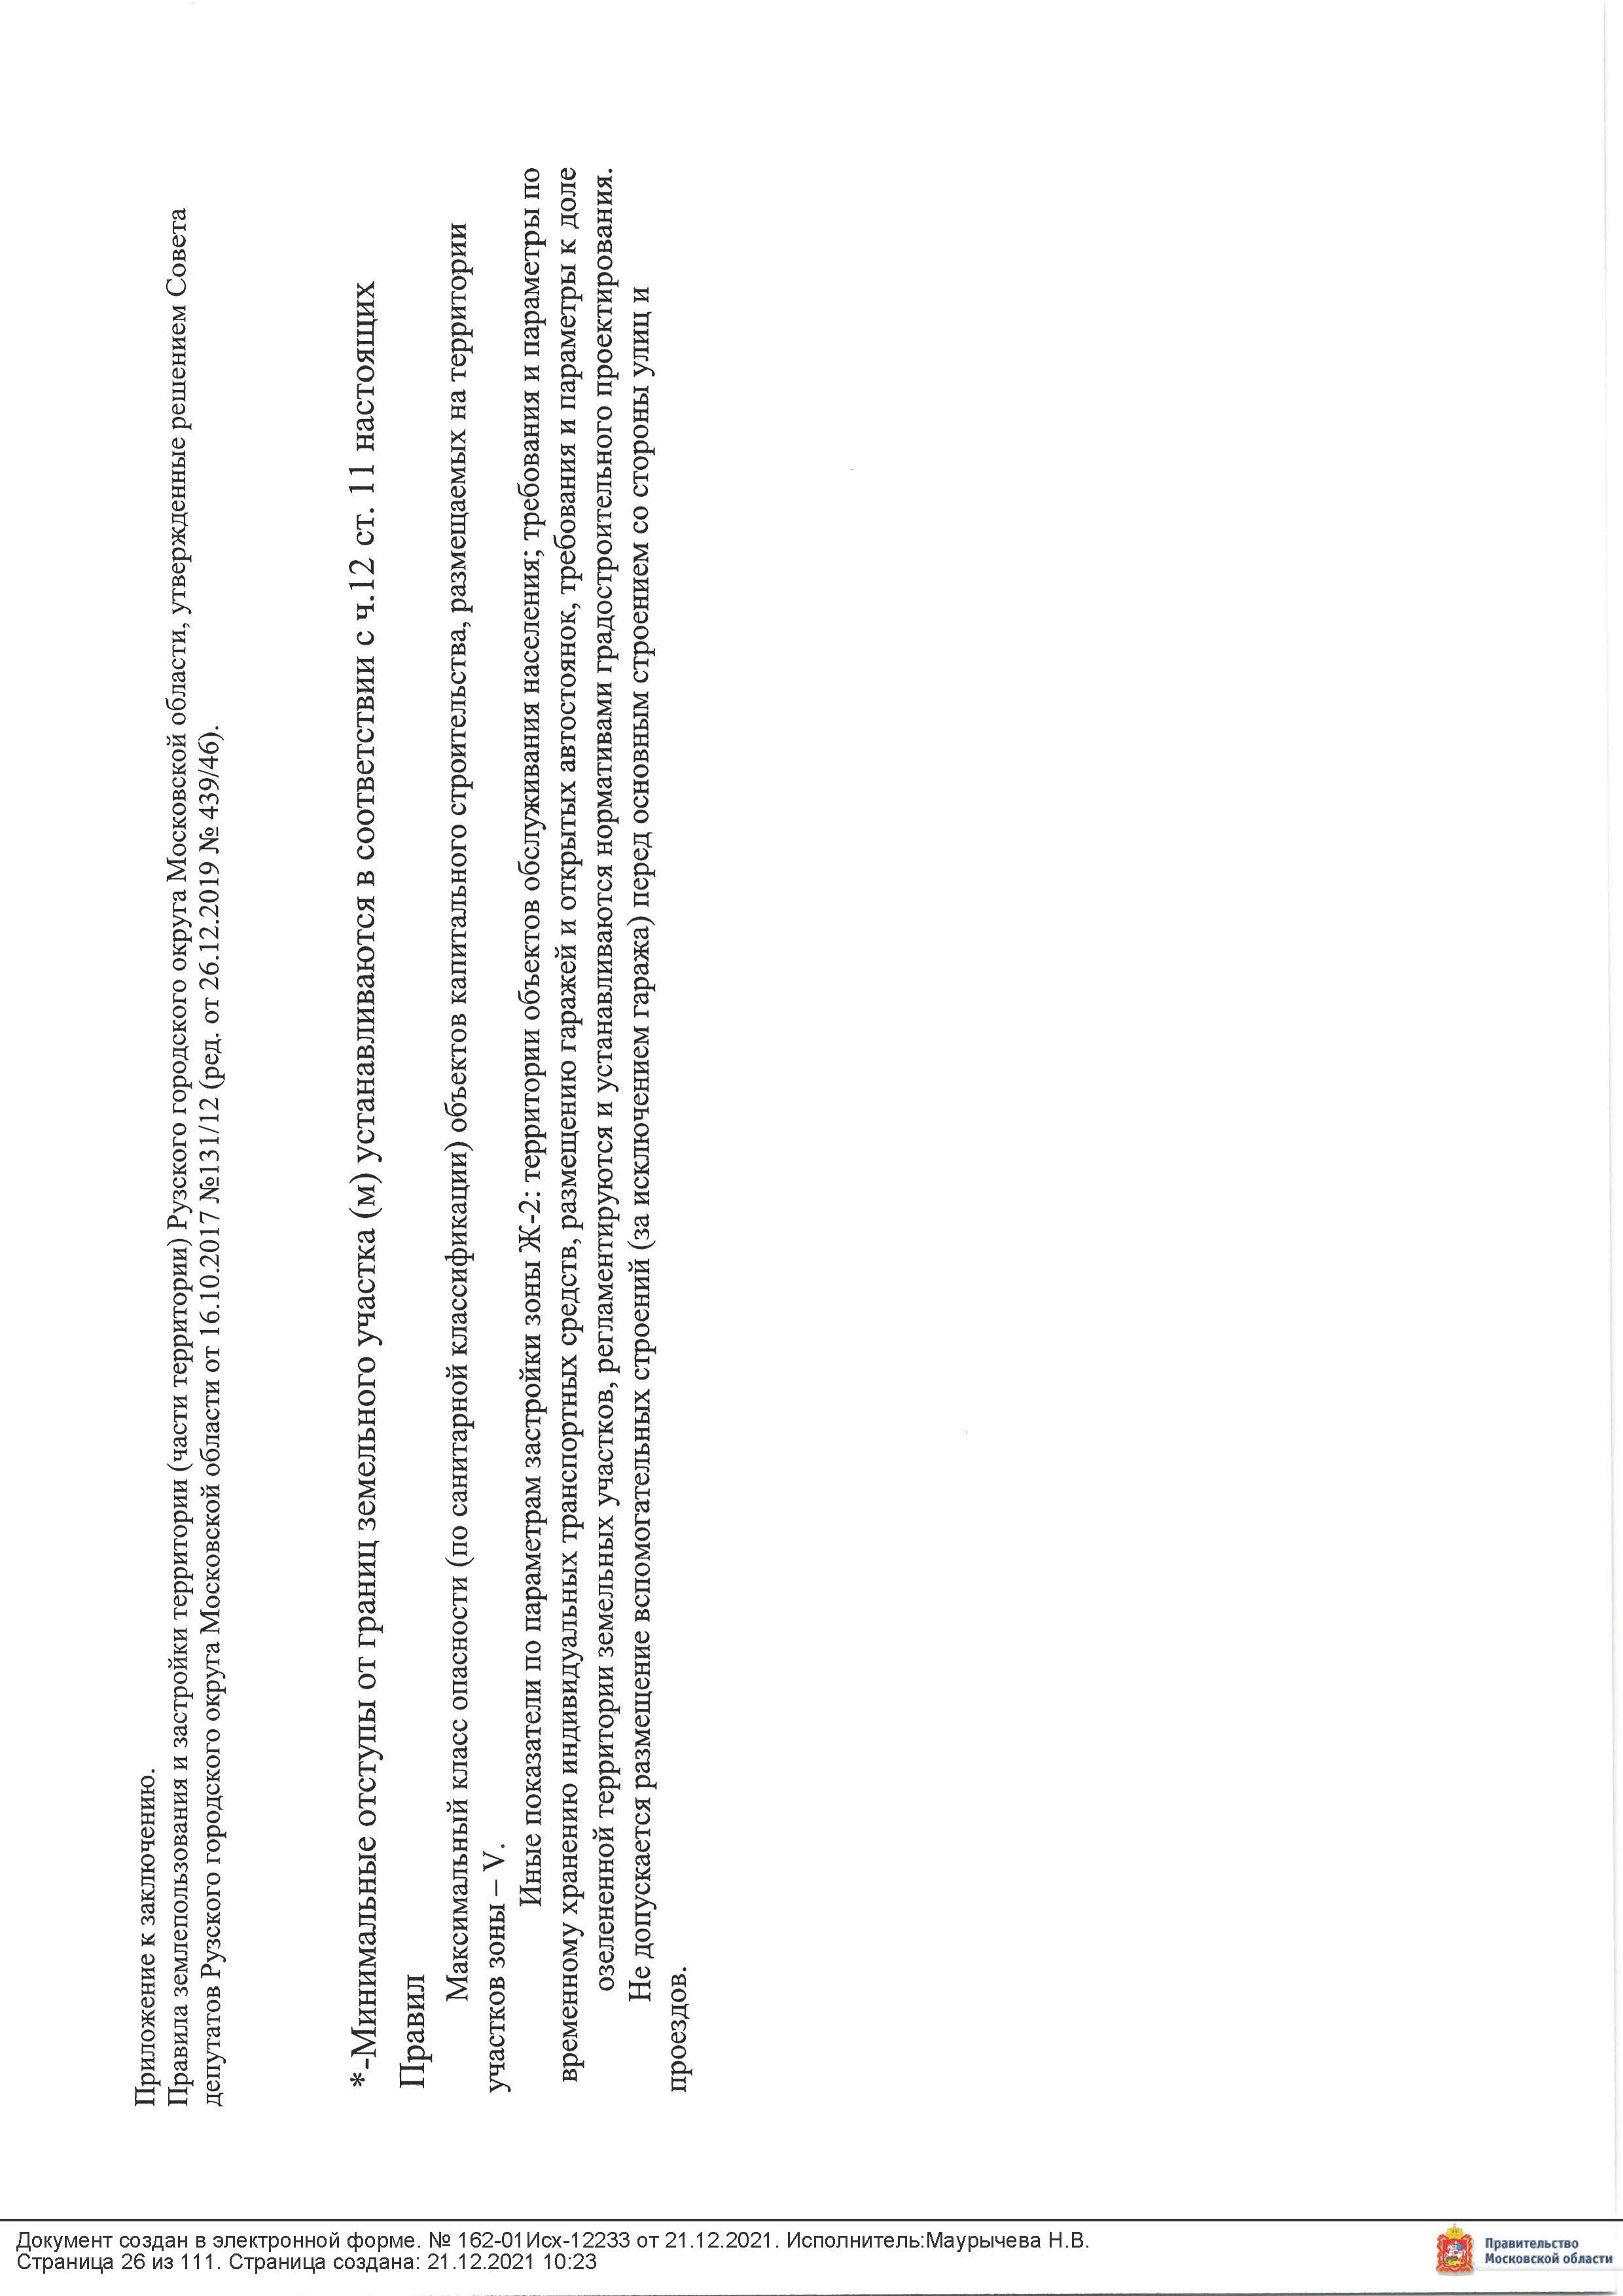 Приложение к заключению.
Правила землепользования и застройки территории (части территории) Рузского городского округа Московской области, утвержденные решением Совета
депутатов Рузского городского округа Московской области от 16.10.2017 №131/12 (ред. от 26.12.2019 № 439/46).
*-Минимальные отступы от границ земельного участка (м) устанавливаются в соответствии с ч.12 ст. 11 настоящих
Правил
Максимальный класс опасности (по санитарной классификации) объектов капитального строительства, размещаемых на территории
участков зоны – V.
Иные показатели по параметрам застройки зоны Ж-2: территории объектов обслуживания населения; требования и параметры по
временному хранению индивидуальных транспортных средств, размещению гаражей и открытых автостоянок, требования и параметры к доле
озелененной территории земельных участков, регламентируются и устанавливаются нормативами градостроительного проектирования.
Не допускается размещение вспомогательных строений (за исключением гаража) перед основным строением со стороны улиц и
проездов.
Документ создан в электронной форме. № 162-01Исх-12233 от 21.12.2021. Исполнитель:Маурычева Н.В.
Страница 26 из 111. Страница создана: 21.12.2021 10:23
Правительство
Московской области